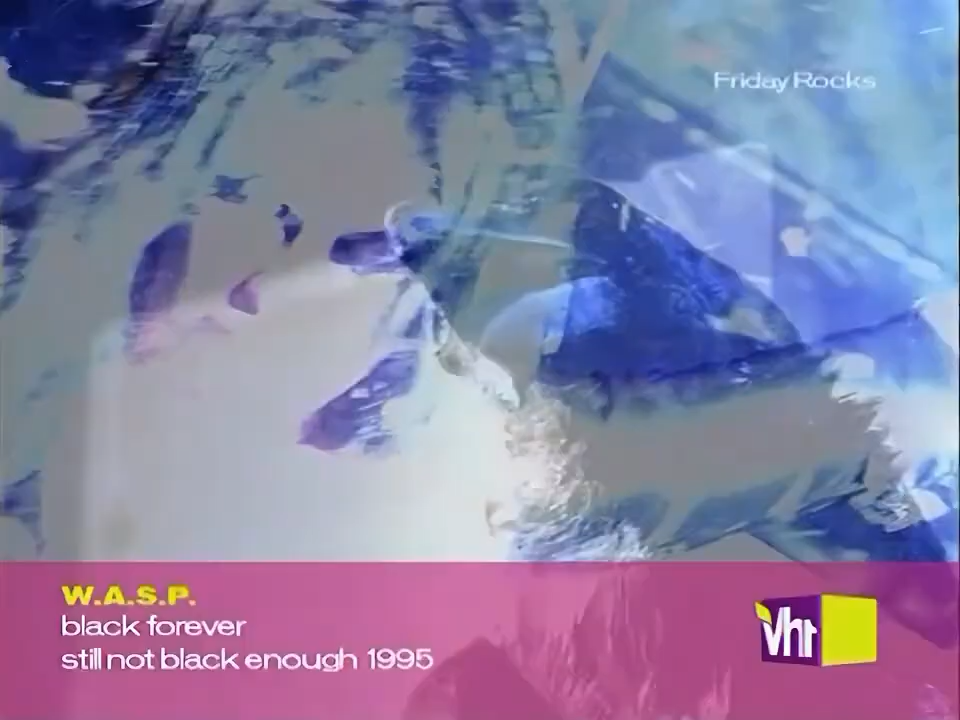 Friday Rocks
W.A.S.P.
black forever
still not black enough 1995
vh1